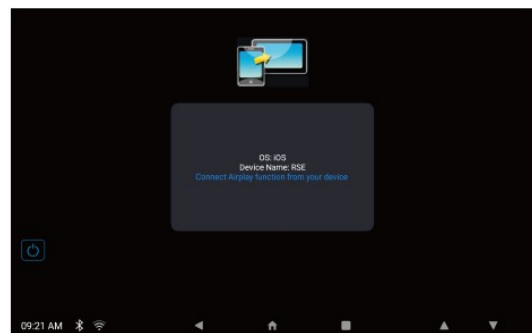 OS: iOS
Device Name: RSE
Connect Airplay function from your device
09:21 AM